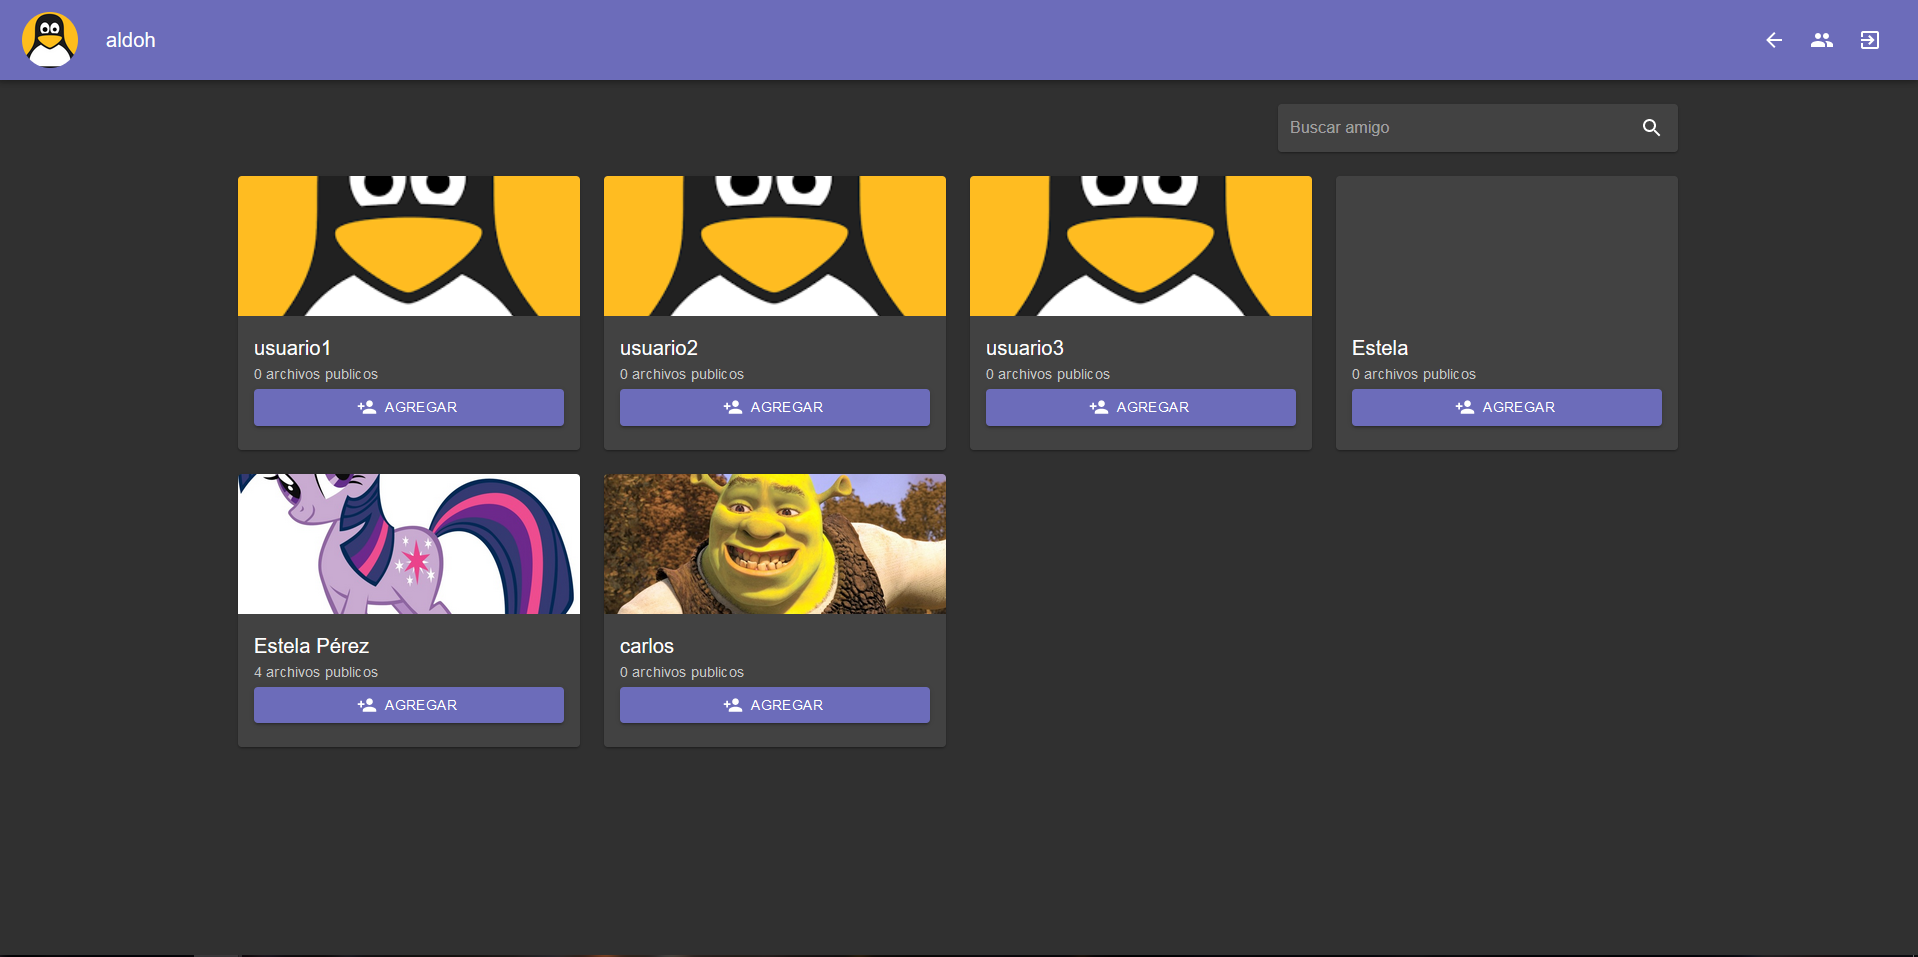 aldoh
Buscar amigo
usuario1
0 archivos publicos
AGREGAR
usuario2
0 archivos publicos
AGREGAR
usuario3
0 archivos publicos
AGREGAR
Estela
0 archivos publicos
AGREGAR
Estela Pérez
4 archivos publicos
AGREGAR
carlos
0 archivos publicos
AGREGAR